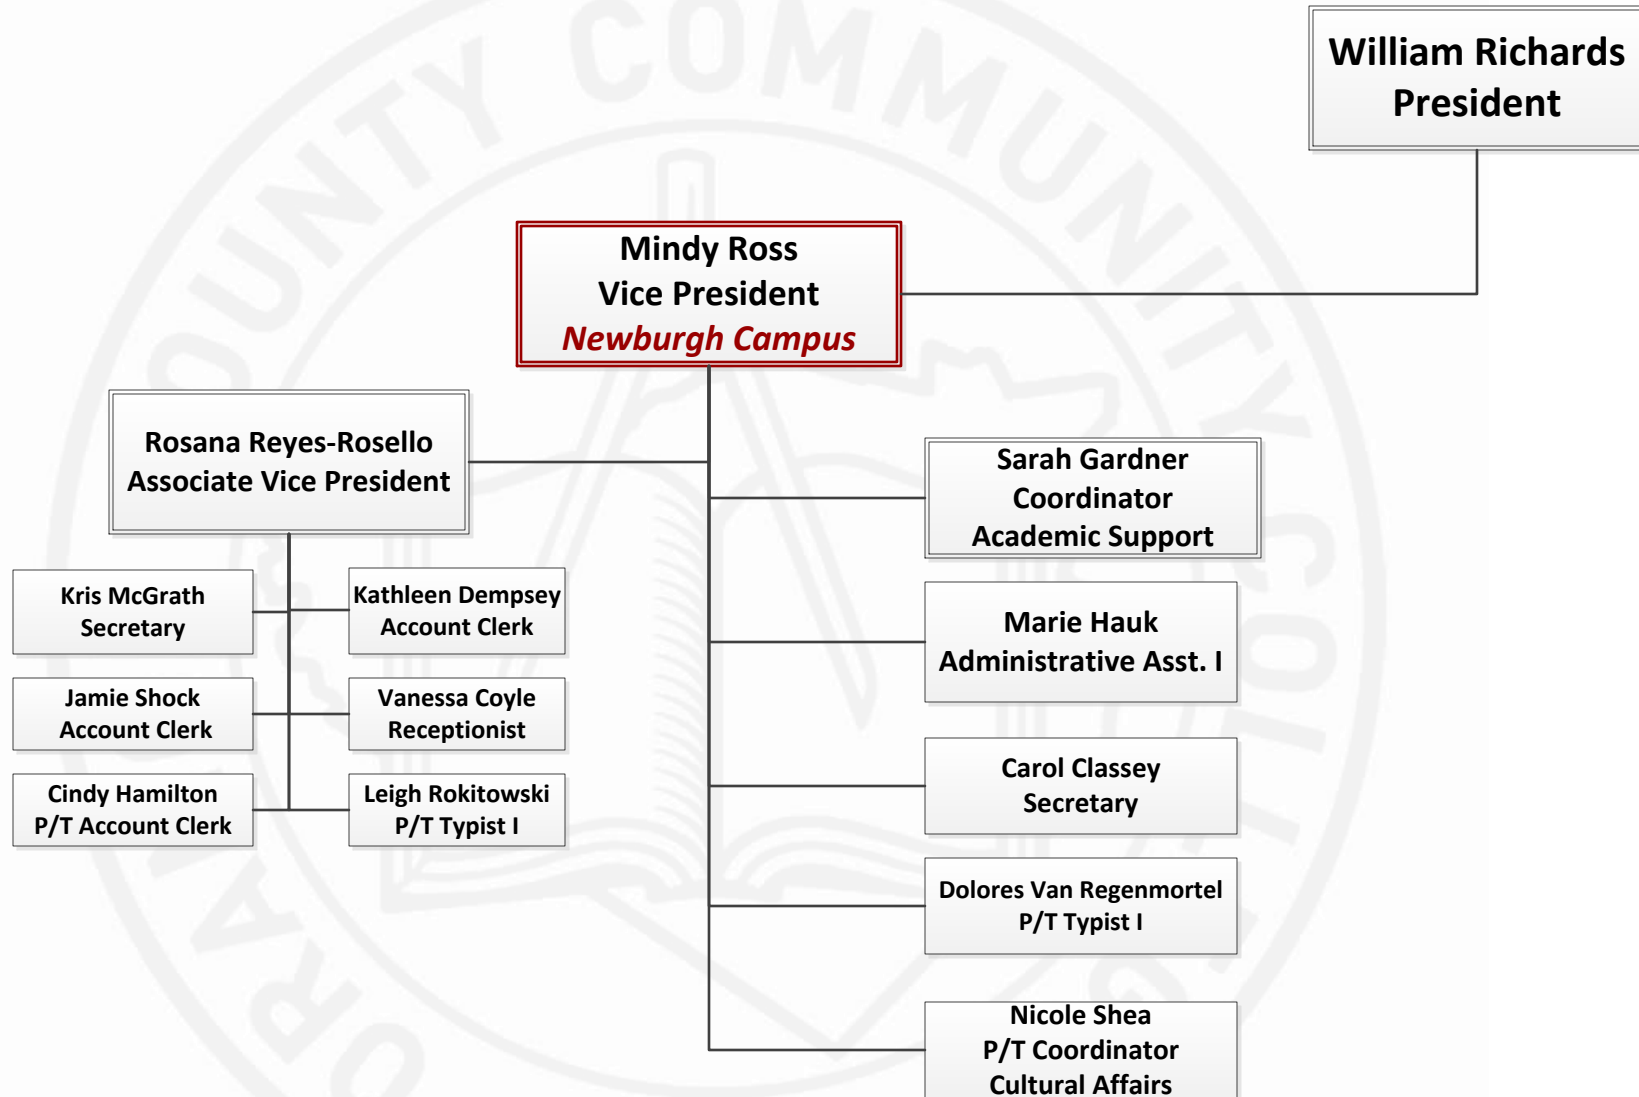 William Richards
President
Mindy Ross
Vice President
Newburgh Campus
Rosana Reyes-Rosello
Associate Vice President
Kris McGrath
Secretary
Kathleen Dempsey
Account Clerk
Jamie Shock
Account Clerk
Vanessa Coyle
Receptionist
Cindy Hamilton
P/T Account Clerk
Leigh Rokitowski
P/T Typist I
Sarah Gardner
Coordinator
Academic Support
Marie Hauk
Administrative Asst. I
Carol Classey
Secretary
Dolores Van Regenmortel
P/T Typist I
Nicole Shea
P/T Coordinator
Cultural Affairs
COUNTY COMMUNITY